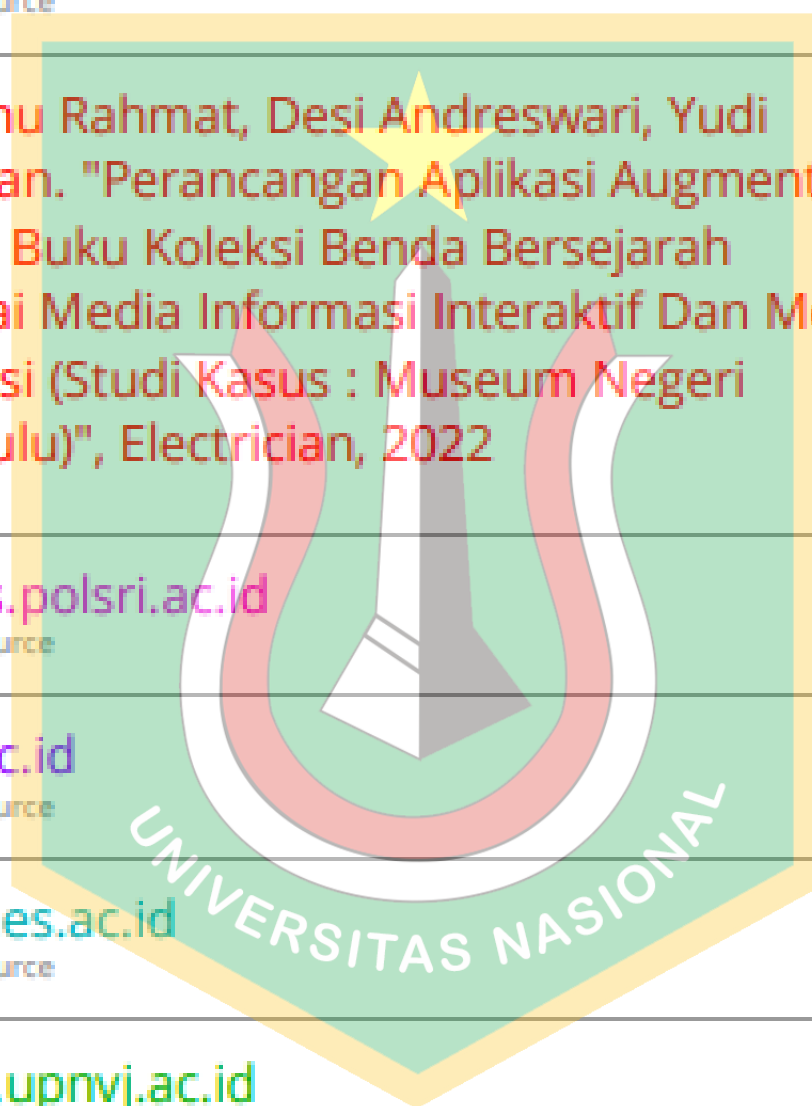 urce
nu Rahmat, Desi Andreswari, Yudi
an. "Perancangan Aplikasi Augment
Buku Koleksi Benda Bersejarah
ai Media Informasi Interaktif Dan Me
si (Studi Kasus : Museum Negeri
ulu)", Electrician, 2022
s.polsri.ac.id
urce
c.id
urce
es.ac.id
urce
.upnvj.ac.id
UNIVERSITAS NASIONAL